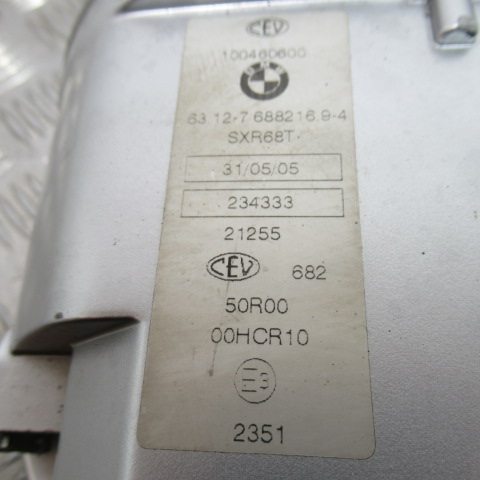 CEV
100460600
BMW
63.12-7 688216.9-4
SXR68T
31/05/05
234333
21255
CEV 682
50R00
00HCR10
E3
2351